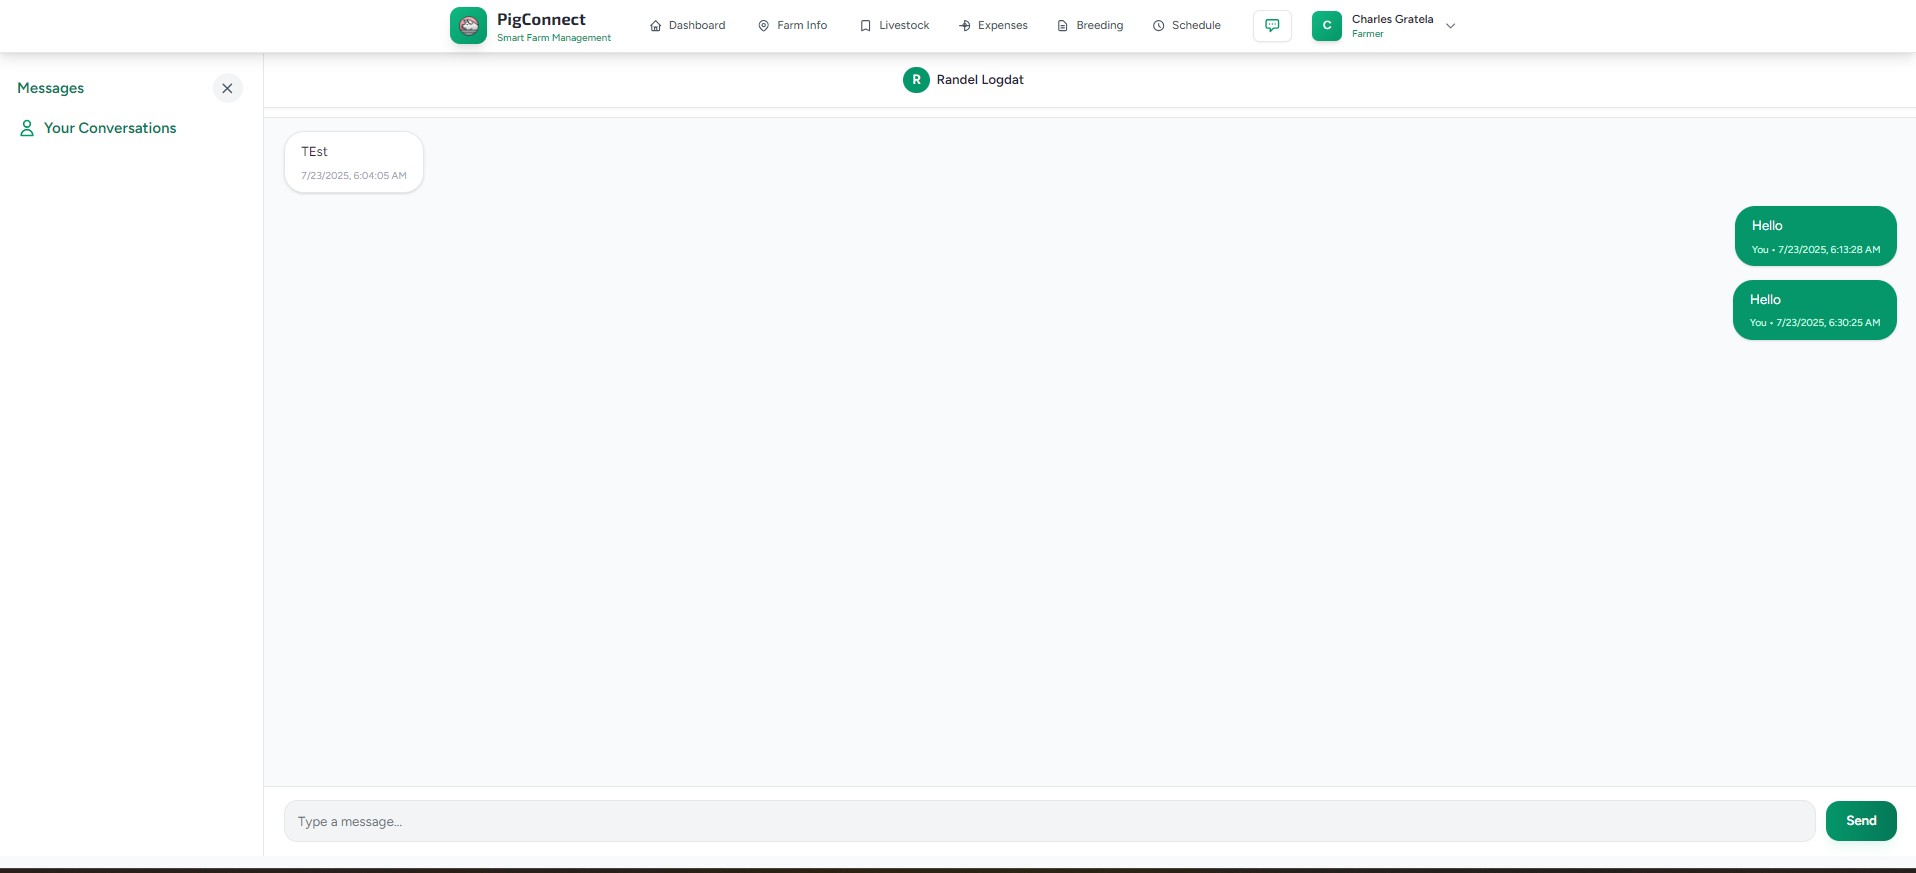 PigConnect
Smart Farm Management
Dashboard
Farm Info
Livestock
Expenses
Breeding
Schedule
C
Charles Gratela
Farmer
Messages
Your Conversations
R
Randel Logdat
TEst
7/23/2025, 6:04:05 AM
Hello
You • 7/23/2025, 6:13:28 AM
Hello
You • 7/23/2025, 6:30:25 AM
Type a message...
Send